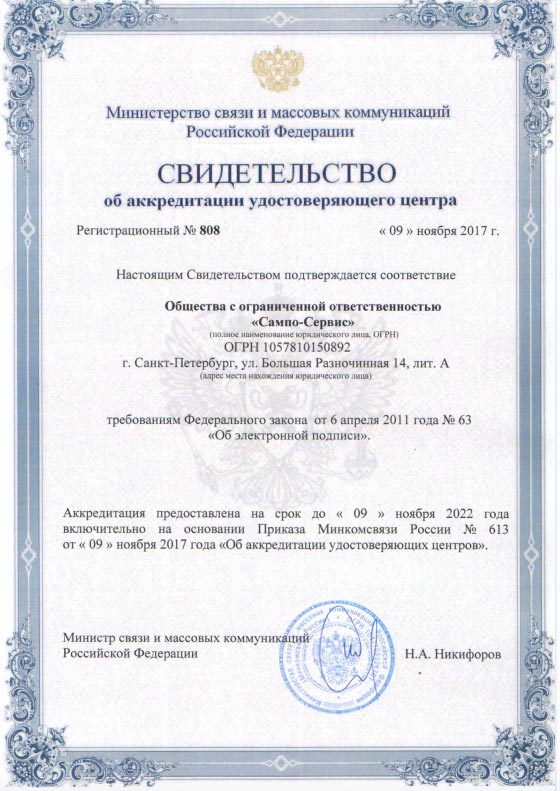 Министерство связи и массовых коммуникаций
Российской Федерации
СВИДЕТЕЛЬСТВО
об аккредитации удостоверяющего центра
Регистрационный № 808 « 09 » ноября 2017 г.
Настоящим Свидетельством подтверждается соответствие
Общества с ограниченной ответственностью
«Сампо-Сервис»
(полное наименование юридического лица, ОГРН)
ОГРН 1057810150892
г. Санкт-Петербург, ул. Большая Разночинная 14, лит. А
(адрес места нахождения юридического лица)
требованиям Федерального закона от 6 апреля 2011 года № 63
«Об электронной подписи».
Аккредитация предоставлена на срок до « 09 » ноября 2022 года
включительно на основании Приказа Минкомсвязи России № 613
от « 09 » ноября 2017 года «Об аккредитации удостоверяющих центров».
Министр связи и массовых коммуникаций
Российской Федерации Н.А. Никифоров